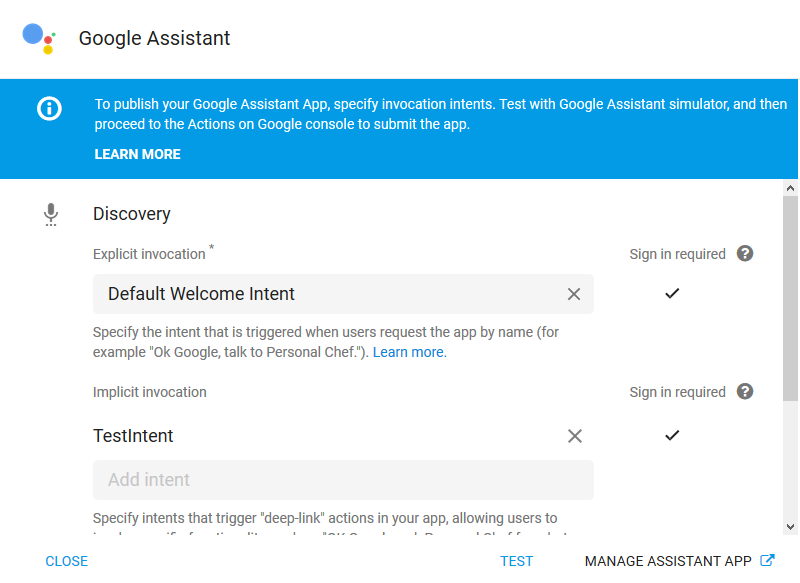 Google Assistant
To publish your Google Assistant App, specify invocation intents. Test with Google Assistant simulator, and then
proceed to the Actions on Google console to submit the app.
LEARN MORE
Discovery
Explicit invocation *
Sign in required ?
Default Welcome Intent
Specify the intent that is triggered when users request the app by name (for
example "Ok Google, talk to Personal Chef."). Learn more.
Implicit invocation
Sign in required ?
TestIntent
Add intent
Specify intents that trigger "deep-link" actions in your app, allowing users to
CLOSE
TEST
MANAGE ASSISTANT APP